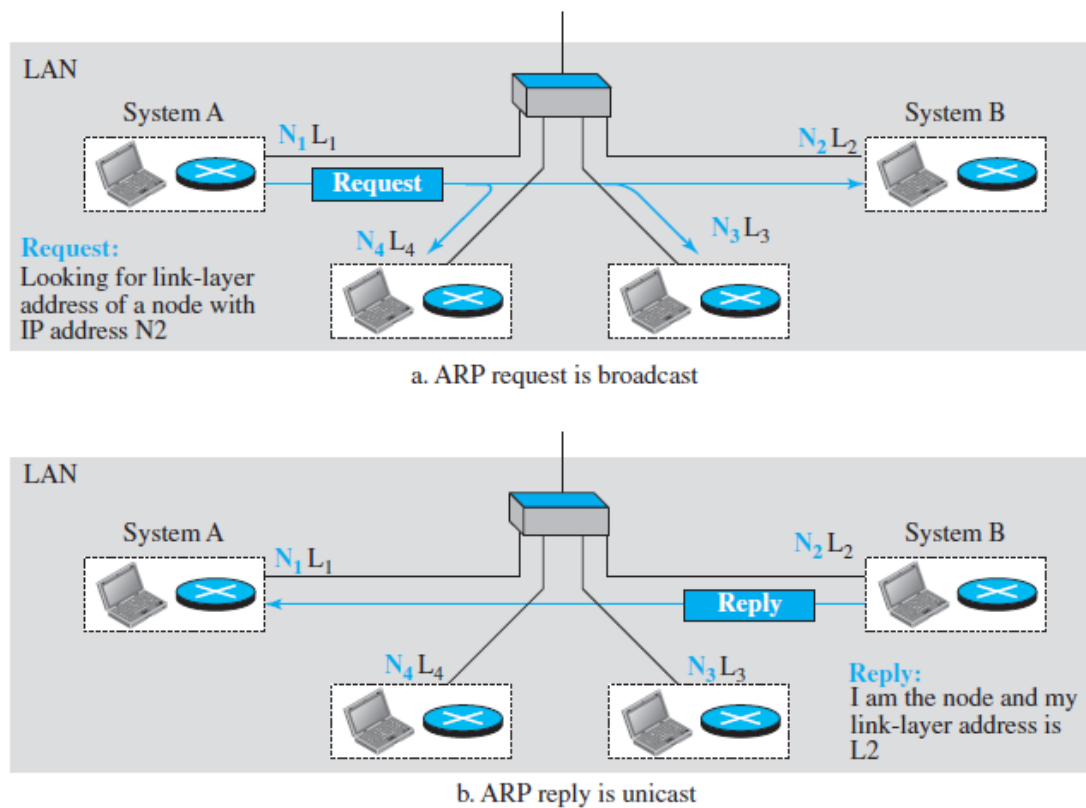 LAN
System A
System B
N1 L1
N2 L2
Request
N4 L4
N3 L3
Request:
Looking for link-layer
address of a node with
IP address N2
a. ARP request is broadcast
LAN
System A
System B
N1 L1
N2 L2
Reply
N4 L4
N3 L3
Reply:
I am the node and my
link-layer address is
L2
b. ARP reply is unicast